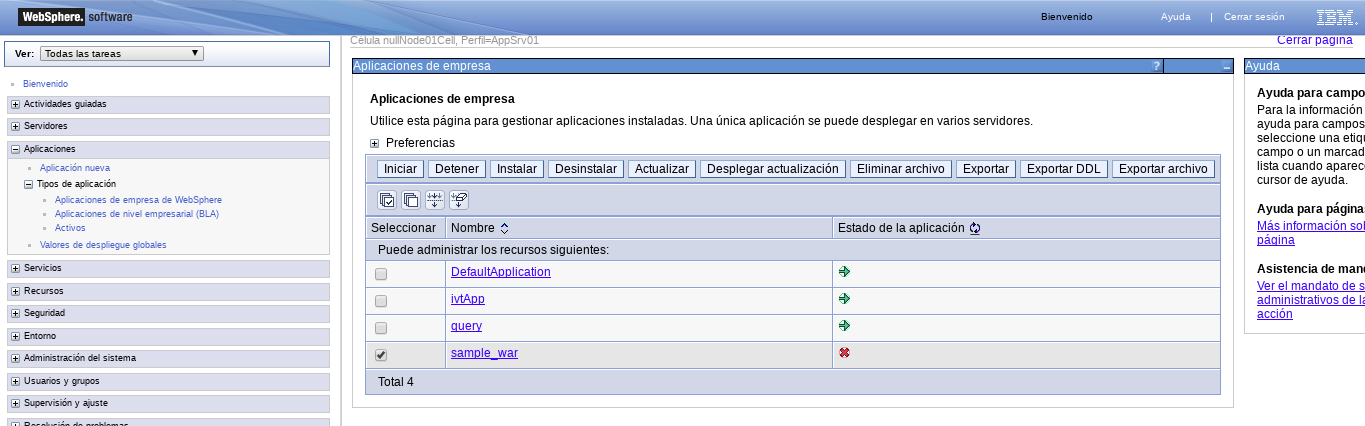 WebSphere. software
Bienvenido Ayuda | Cerrar sesión IBM.
Ver: Todas las tareas
Bienvenido
Actividades guiadas
Servidores
Aplicaciones
Aplicación nueva
Tipos de aplicación
Aplicaciones de empresa de WebSphere
Aplicaciones de nivel empresarial (BLA)
Activos
Valores de despliegue globales
Servicios
Recursos
Seguridad
Entorno
Administración del sistema
Usuarios y grupos
Supervisión y ajuste
Resolución de problemas
Célula nullNode01Cell, Perfil=AppSrv01
Cerrar página
Aplicaciones de empresa ? –
Aplicaciones de empresa
Utilice esta página para gestionar aplicaciones instaladas. Una única aplicación se puede desplegar en varios servidores.
Preferencias
Iniciar Detener Instalar Desinstalar Actualizar Desplegar actualización Eliminar archivo Exportar Exportar DDL Exportar archivo
Seleccionar Nombre Estado de la aplicación
Puede administrar los recursos siguientes:
DefaultApplication
ivtApp
query
sample_war
Total 4
Ayuda
Ayuda para campo
Para la información
ayuda para campos
seleccione una etiqu
campo o un marcad
lista cuando aparec
cursor de ayuda.
Ayuda para página
Más información so
página
Asistencia de man
Ver el mandato de s
administrativos de la
acción